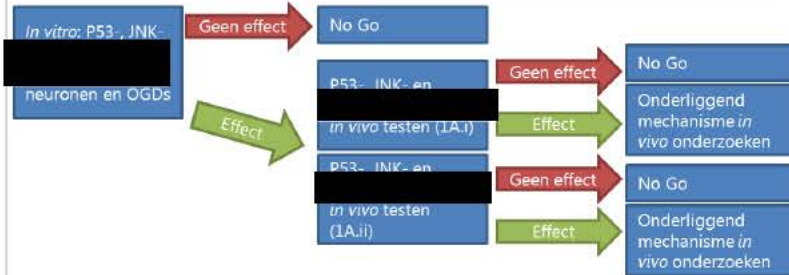 In vitro: P53-, JNK-
neuronen en OGDs
Geen effect
No Go
Effect
P53-, JNK- en
in vivo testen (1A.i)
Geen effect
No Go
Effect
Onderliggend
mechanisme in
vivo onderzoeken
P53-, JNK- en
in vivo testen
(1A.ii)
Geen effect
No Go
Effect
Onderliggend
mechanisme in
vivo onderzoeken